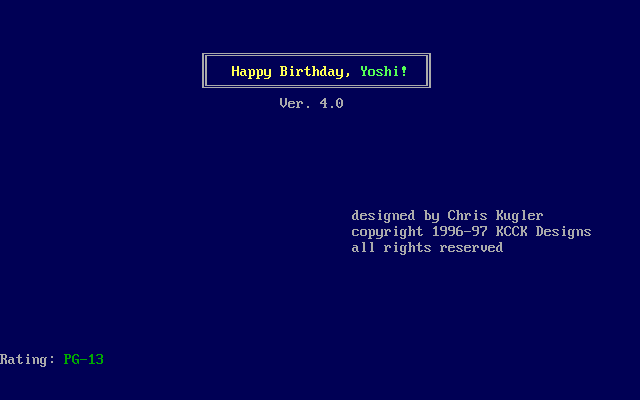 Happy Birthday, Yoshi!
Ver. 4.0
designed by Chris Kugler
copyright 1996-97 KCCK Designs
all rights reserved
Rating: PG-13